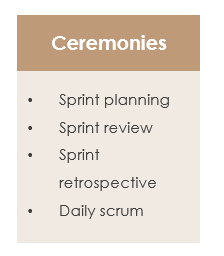 Ceremonies
• Sprint planning
• Sprint review
• Sprint
retrospective
• Daily scrum